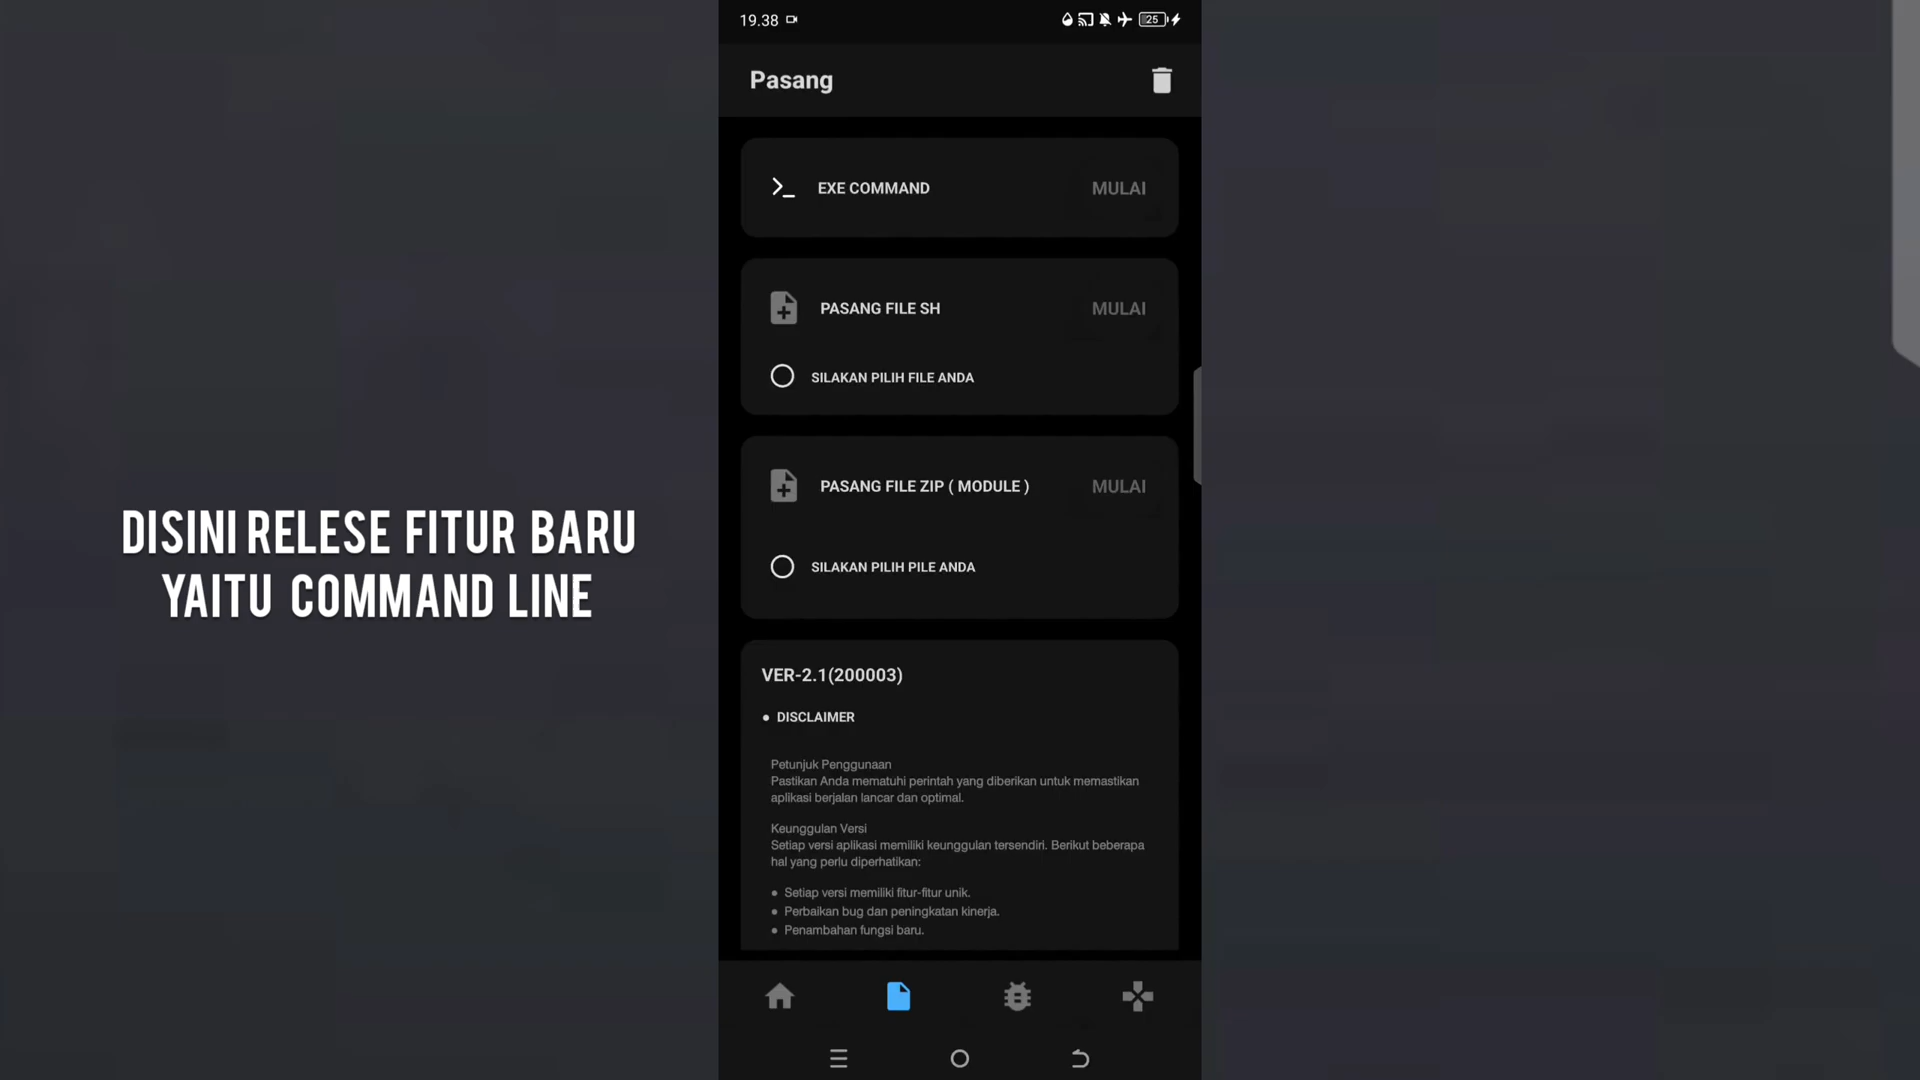 19.38
25
Pasang
EXE COMMAND
MULAI
PASANG FILE SH
MULAI
SILAKAN PILIH FILE ANDA
PASANG FILE ZIP ( MODULE )
MULAI
SILAKAN PILIH PILE ANDA
DISINI RELESE FITUR BARU
YAITU COMMAND LINE
VER-2.1(200003)
● DISCLAIMER
Petunjuk Penggunaan
Pastikan Anda mematuhi perintah yang diberikan untuk memastikan
aplikasi berjalan lancar dan optimal.
Keunggulan Versi
Setiap versi aplikasi memiliki keunggulan tersendiri. Berikut beberapa
hal yang perlu diperhatikan:
● Setiap versi memiliki fitur-fitur unik.
● Perbaikan bug dan peningkatan kinerja.
● Penambahan fungsi baru.